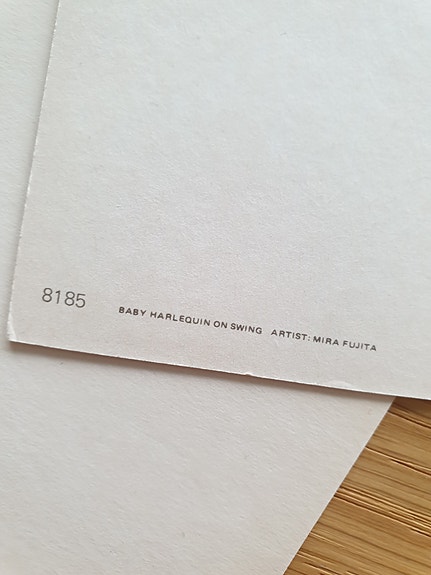 8185 BABY HARLEQUIN ON SWING ARTIST: MIRA FUJITA